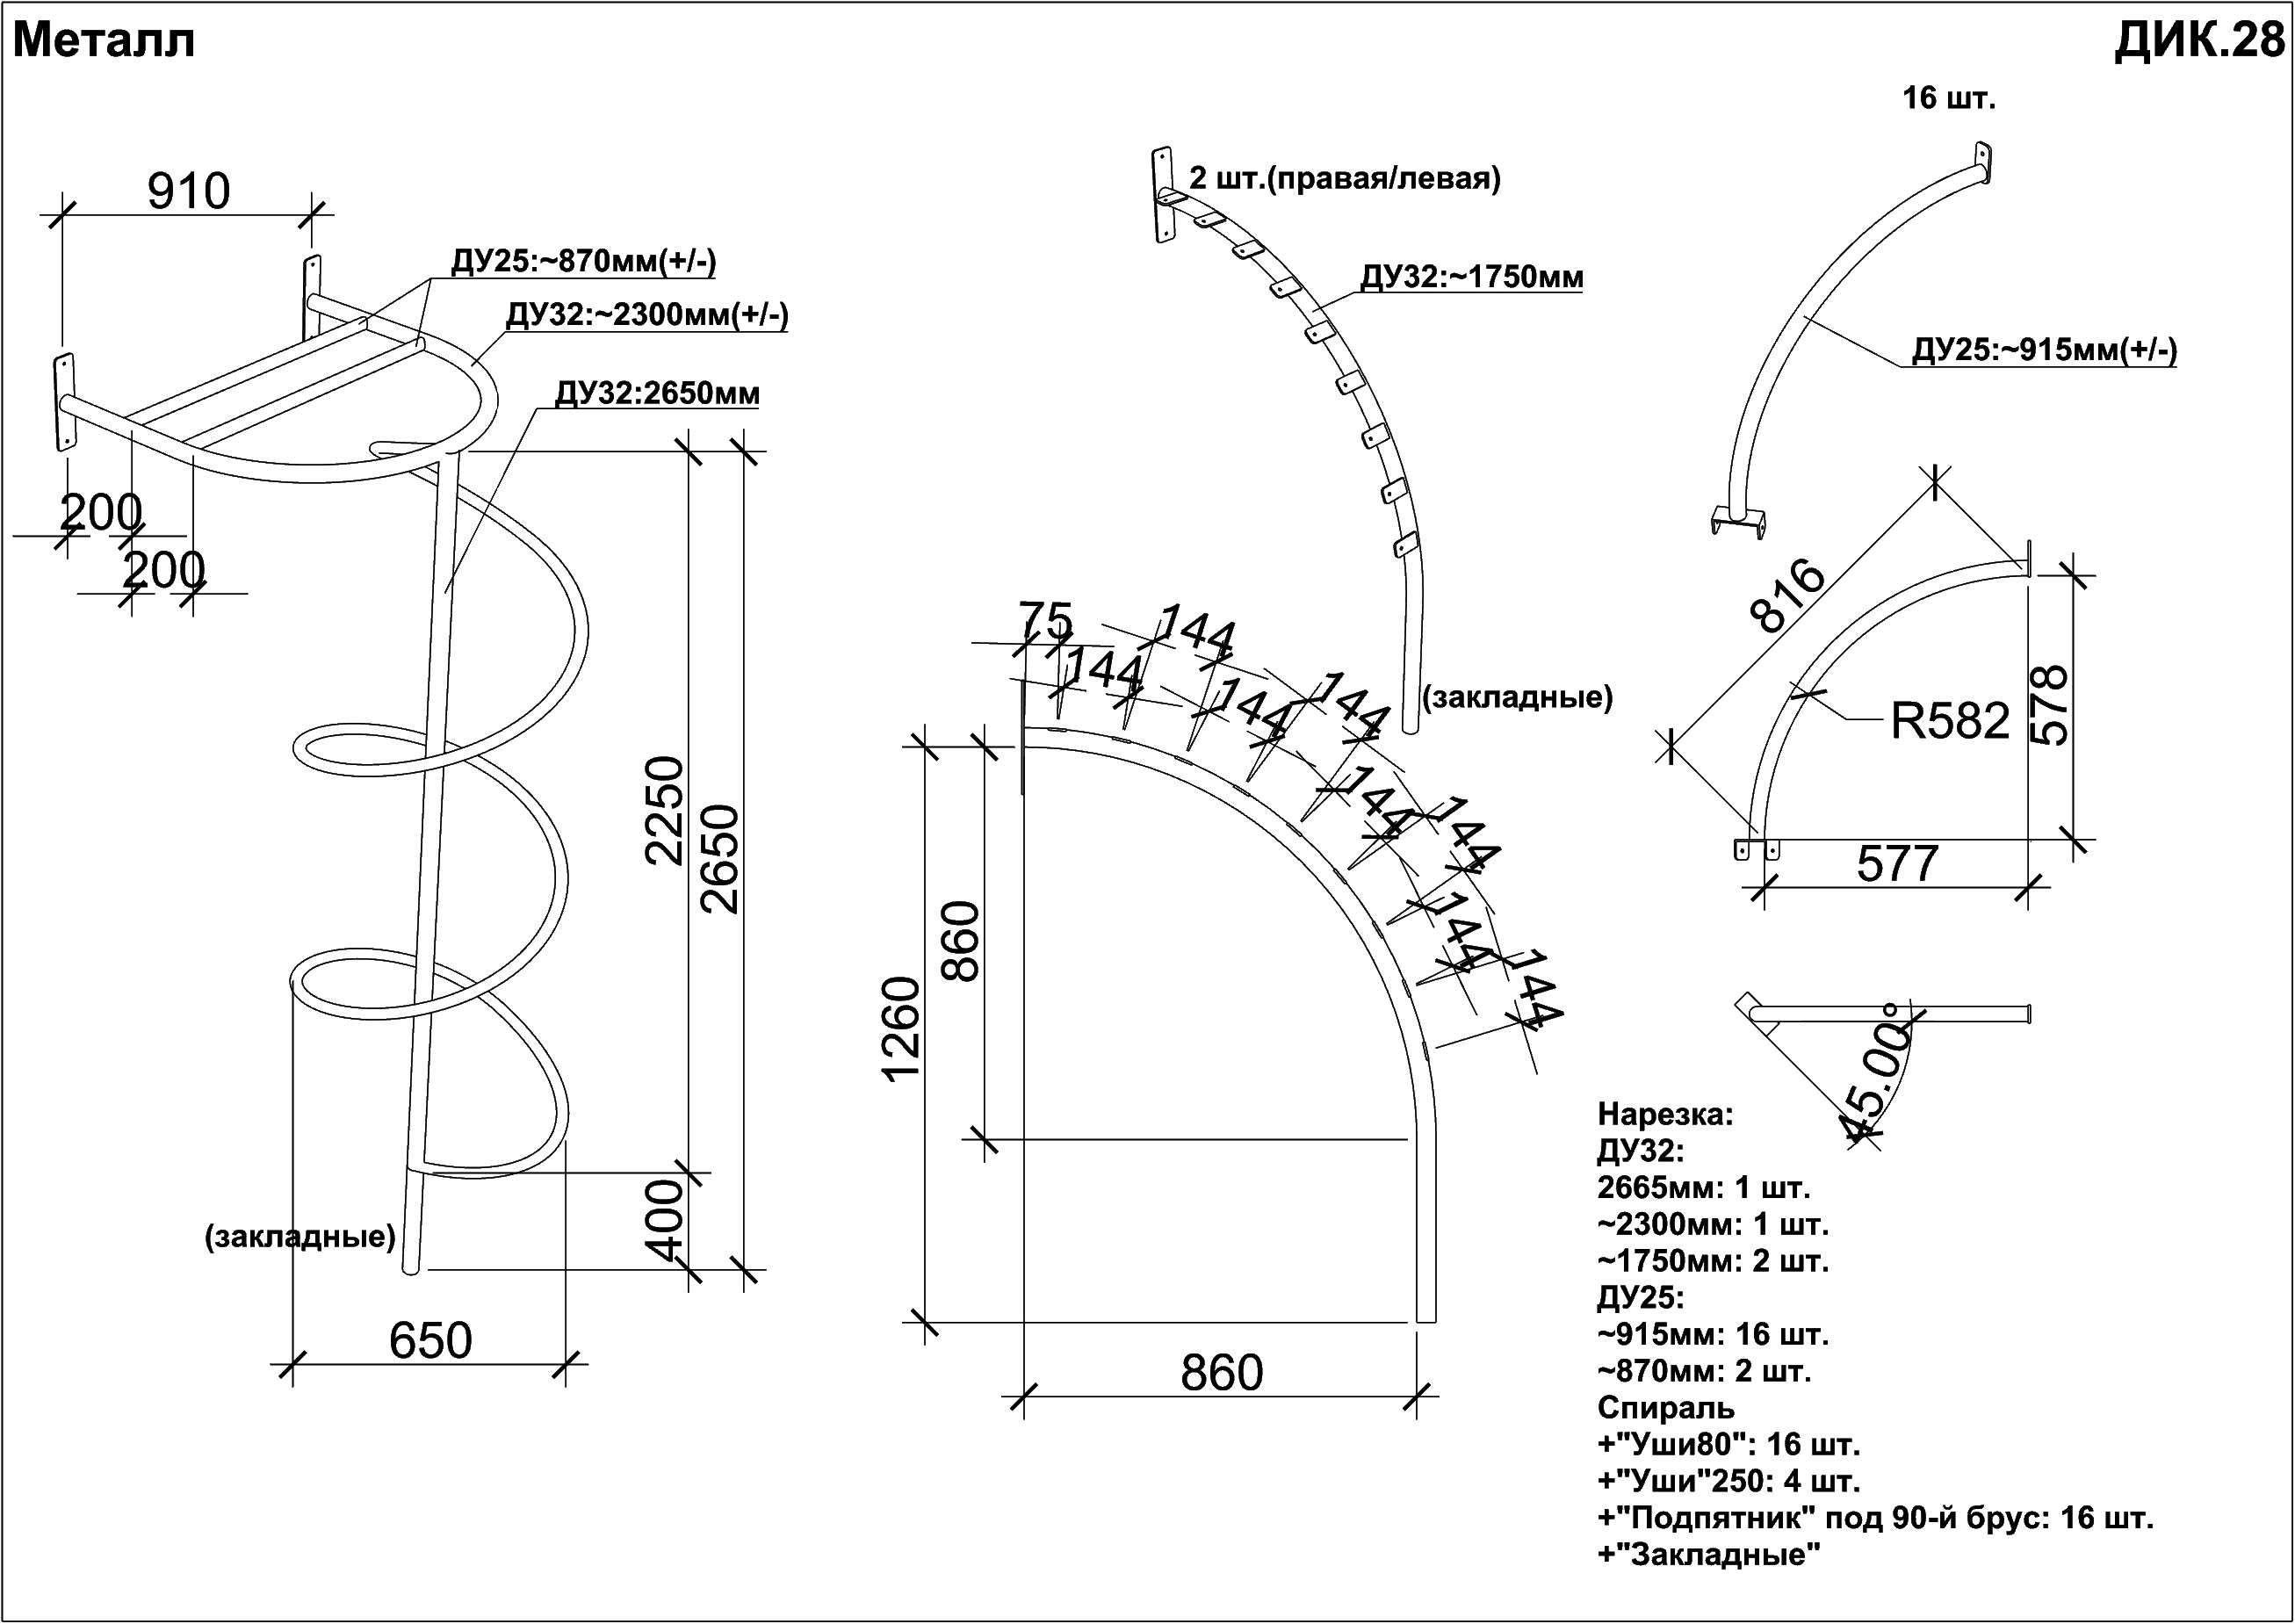 Металл
ДИК.28
910
ДУ25:~870мм(+/-)
ДУ32:~2300мм(+/-)
ДУ32:2650мм
200
200
2250
2650
400
(закладные)
650
2 шт.(правая/левая)
ДУ32:~1750мм
(закладные)
75
144
144
144
144
144
144
144
144
1260
860
860
16 шт.
ДУ25:~915мм(+/-)
816
R582
578
577
45.00°
Нарезка:
ДУ32:
2665мм: 1 шт.
~2300мм: 1 шт.
~1750мм: 2 шт.
ДУ25:
~915мм: 16 шт.
~870мм: 2 шт.
Спираль
+"Уши80": 16 шт.
+"Уши"250: 4 шт.
+"Подпятник" под 90-й брус: 16 шт.
+"Закладные"